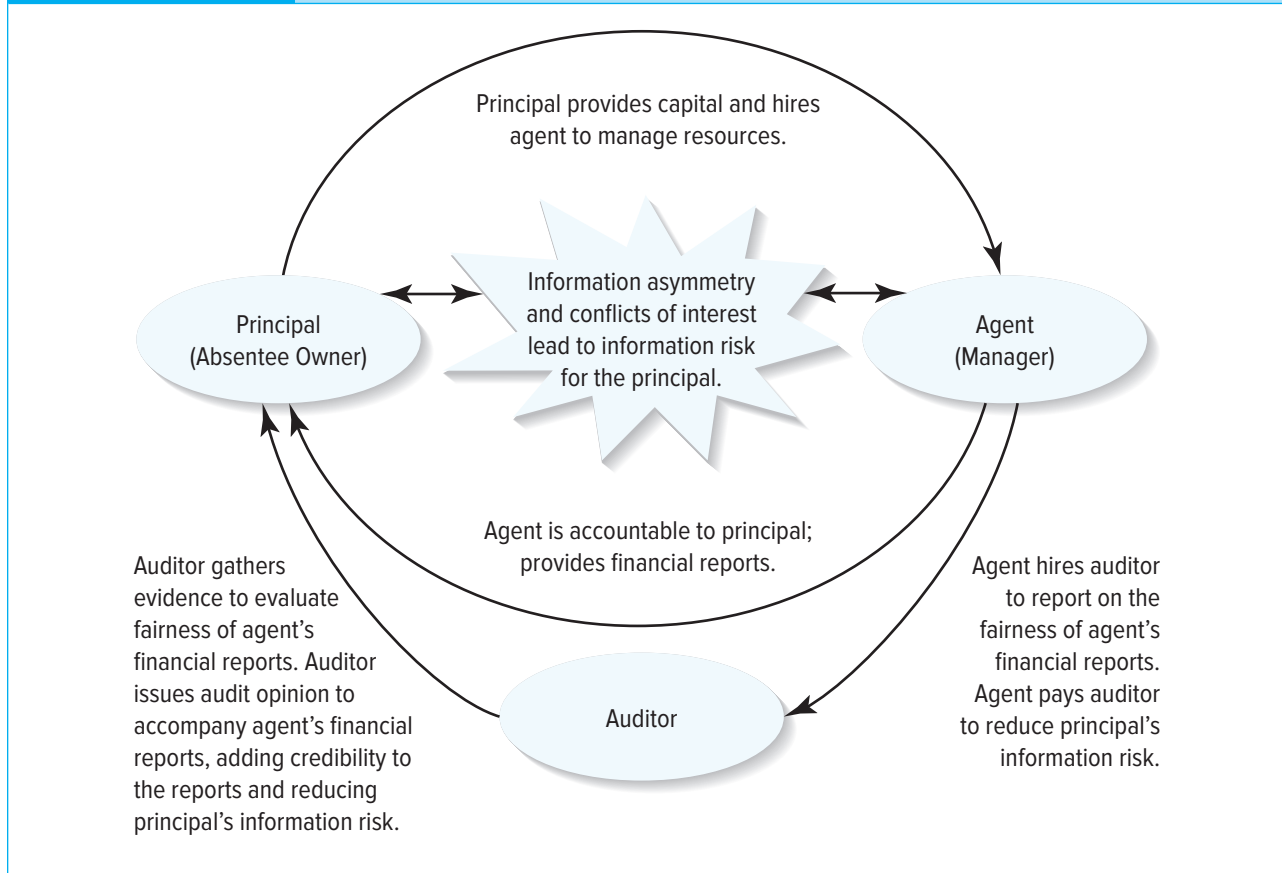 Principal provides capital and hires
agent to manage resources.
Information asymmetry
and conflicts of interest
lead to information risk
for the principal.
Principal
(Absentee Owner)
Agent
(Manager)
Agent is accountable to principal;
provides financial reports.
Auditor gathers
evidence to evaluate
fairness of agent’s
financial reports. Auditor
issues audit opinion to
accompany agent’s financial
reports, adding credibility to
the reports and reducing
principal’s information risk.
Agent hires auditor
to report on the
fairness of agent’s
financial reports.
Agent pays auditor
to reduce principal’s
information risk.
Auditor